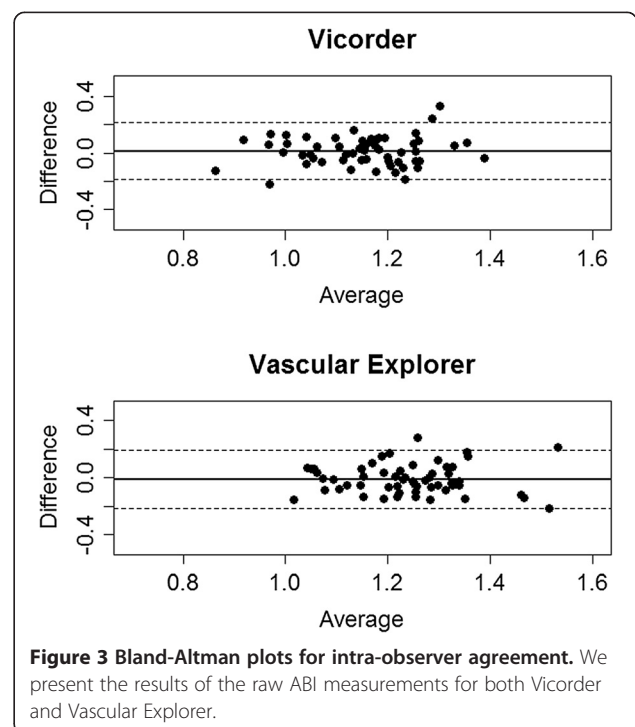 Vicorder
Difference
0.4
0.0
-0.4
0.8 1.0 1.2 1.4 1.6
Average
Vascular Explorer
Difference
0.4
0.0
-0.4
0.8 1.0 1.2 1.4 1.6
Average
Figure 3 Bland-Altman plots for intra-observer agreement. We
present the results of the raw ABI measurements for both Vicorder
and Vascular Explorer.